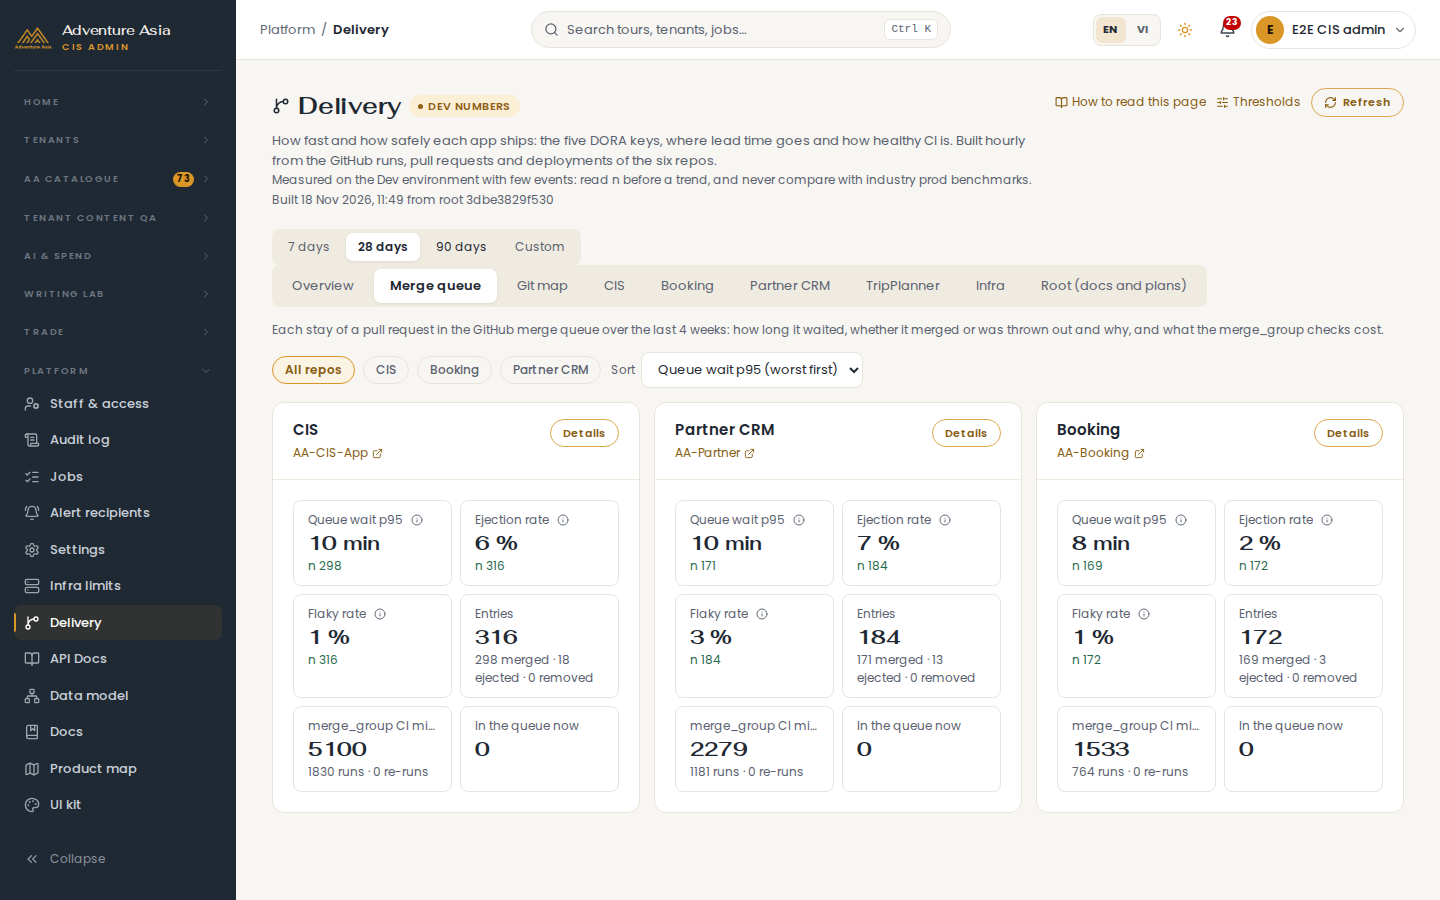 Adventure Asia
CIS ADMIN
Adventure Asia
HOME
TENANTS
AA CATALOGUE 73
TENANT CONTENT QA
AI & SPEND
WRITING LAB
TRADE
PLATFORM
Staff & access
Audit log
Jobs
Alert recipients
Settings
Infra limits
Delivery
API Docs
Data model
Docs
Product map
UI kit
Collapse
Platform / Delivery
Search tours, tenants, jobs... Ctrl K
EN VI
23
E E2E CIS admin
Delivery DEV NUMBERS
How to read this page Thresholds Refresh
How fast and how safely each app ships: the five DORA keys, where lead time goes and how healthy CI is. Built hourly
from the GitHub runs, pull requests and deployments of the six repos.
Measured on the Dev environment with few events: read n before a trend, and never compare with industry prod benchmarks.
Built 18 Nov 2026, 11:49 from root 3dbe3829f530
7 days 28 days 90 days Custom
Overview Merge queue Git map CIS Booking Partner CRM TripPlanner Infra Root (docs and plans)
Each stay of a pull request in the GitHub merge queue over the last 4 weeks: how long it waited, whether it merged or was thrown out and why, and what the merge_group checks cost.
All repos CIS Booking Partner CRM Sort Queue wait p95 (worst first)
CIS Details
AA-CIS-App
Queue wait p95 Ejection rate
10 min 6 %
n 298 n 316
Flaky rate Entries
1 % 316
n 316 298 merged · 18
ejected · 0 removed
merge_group CI mi... In the queue now
5100 0
1830 runs · 0 re-runs
Partner CRM Details
AA-Partner
Queue wait p95 Ejection rate
10 min 7 %
n 171 n 184
Flaky rate Entries
3 % 184
n 184 171 merged · 13
ejected · 0 removed
merge_group CI mi... In the queue now
2279 0
1181 runs · 0 re-runs
Booking Details
AA-Booking
Queue wait p95 Ejection rate
8 min 2 %
n 169 n 172
Flaky rate Entries
1 % 172
n 172 169 merged · 3
ejected · 0 removed
merge_group CI mi... In the queue now
1533 0
764 runs · 0 re-runs